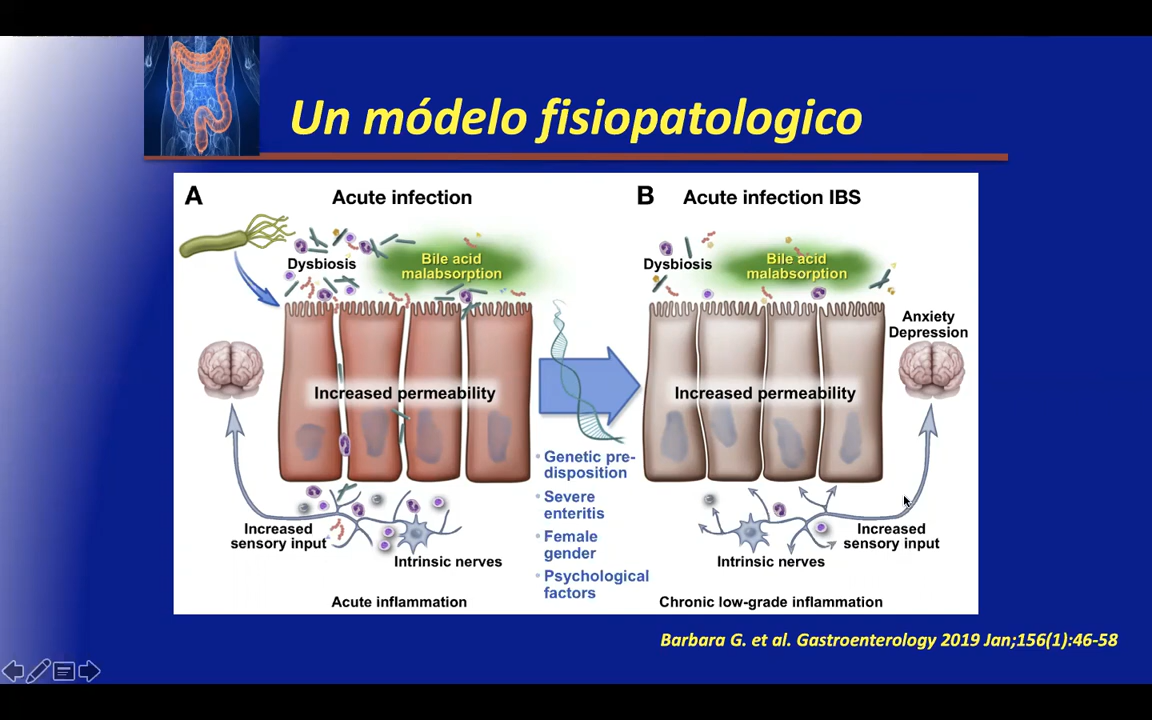 Un módelo fisiopatologico
A
Acute infection
Dysbiosis
Bile acid
malabsorption
Increased permeability
Increased
sensory input
Intrinsic nerves
Acute inflammation
Genetic pre-
disposition
Severe
enteritis
Female
gender
Psychological
factors
B
Acute infection IBS
Dysbiosis
Bile acid
malabsorption
Anxiety
Depression
Increased permeability
Increased
sensory input
Intrinsic nerves
Chronic low-grade inflammation
Barbara G. et al. Gastroenterology 2019 Jan;156(1):46-58